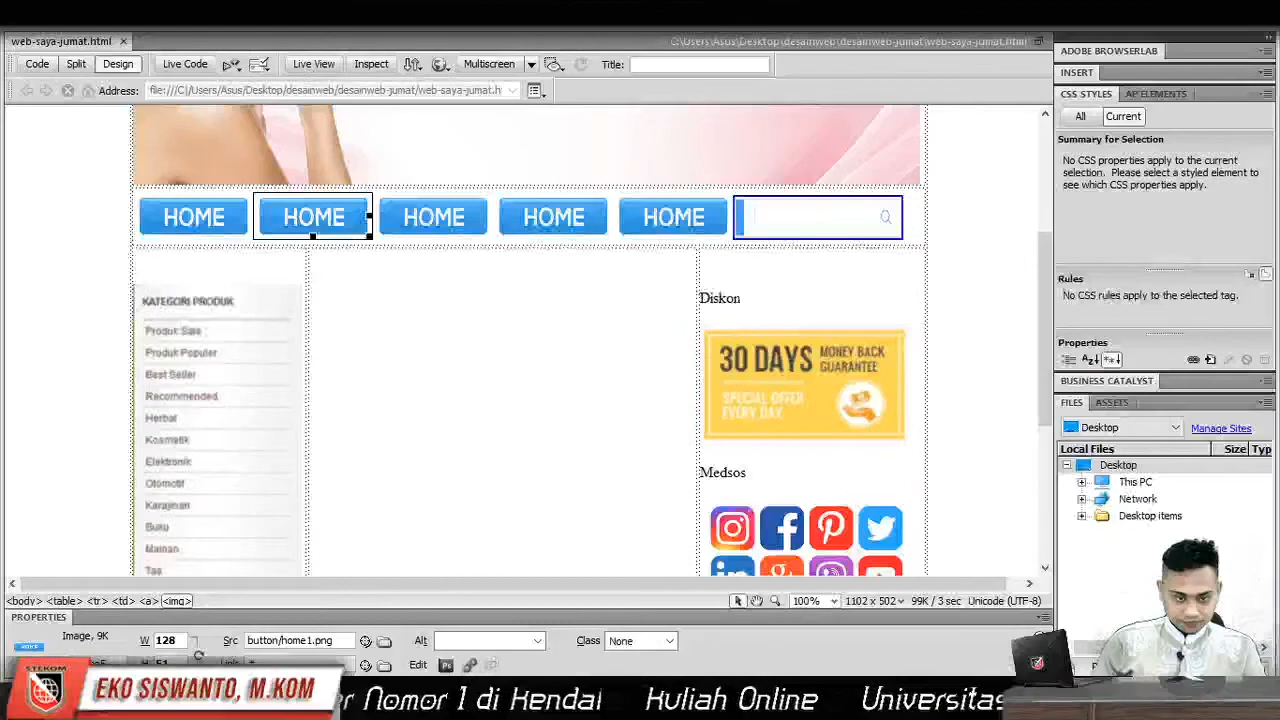 web-saya-jumat.html
C:\Users\Asus\Desktop\desainweb\desainweb-jumat\web-saya-jumat.html
Code Split Design Live Code Live View Inspect Multiscreen Title:
Address: file:///C|/Users/Asus/Desktop/desainweb/desainweb-jumat/web-saya-jumat.h
ADOBE BROWSERLAB
INSERT
CSS STYLES AP ELEMENTS
All Current
Summary for Selection
No CSS properties apply to the current
selection. Please select a styled element to
see which CSS properties apply.
Rules
No CSS rules apply to the selected tag.
Properties
BUSINESS CATALYST
FILES ASSETS
Desktop Manage Sites
Local Files Size Typ
Desktop
This PC
Network
Desktop items
HOME HOME HOME HOME HOME
KATEGORI PRODUK
Produk Sale
Produk Populer
Best Seller
Recommended
Herbal
Kosmetik
Elektronik
Otomotif
Karajinan
Buku
Mainan
Tas
Diskon
30 DAYS MONEY BACK
GUARANTEE
SPECIAL OFFER
EVERY DAY
Medsos
<body> <table> <tr> <td> <a> <img> 100% 1102 x 502 99K / 3 sec Unicode (UTF-8)
PROPERTIES
Image, 9K W 128 Src button/home1.png Alt Class None
Edit Ps
STEKOM
EKO SISWANTO, M.KOM
r Nomor 1 di Kendal Kuliah Online Universitas